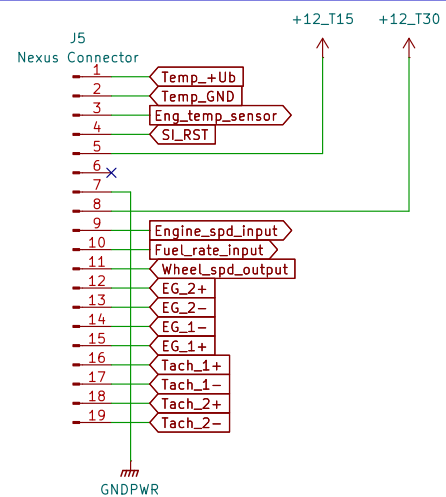 +12_T15 +12_T30
J5
Nexus Connector
1 Temp_+Ub
2 Temp_GND
3 Eng_temp_sensor
4 SI_RST
5
6
7
8
9 Engine_spd_input
10 Fuel_rate_input
11 Wheel_spd_output
12 EG_2+
13 EG_2-
14 EG_1-
15 EG_1+
16 Tach_1+
17 Tach_1-
18 Tach_2+
19 Tach_2-
GNDPWR